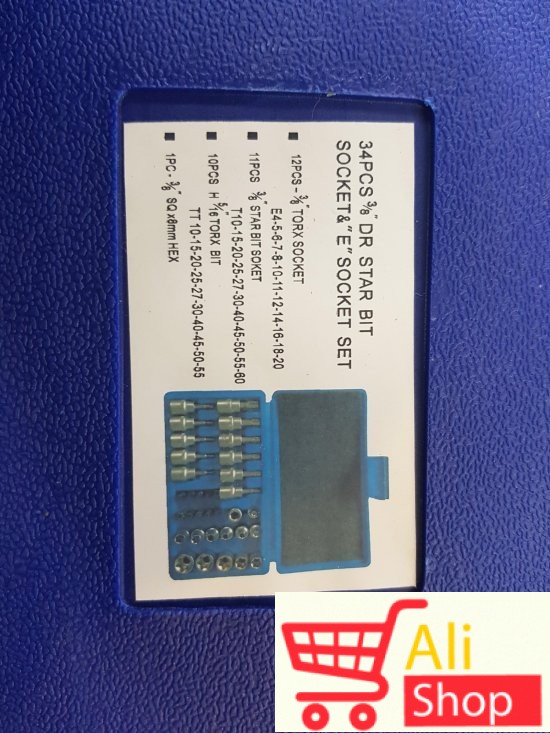 34PCS 3/8" DR STAR BIT
SOCKET&"E"SOCKET SET
■ 12PCS-3/8" TORX SOCKET
E4-5-6-7-8-10-11-12-14-16-18-20
■ 11PCS 3/8" STAR BIT SOKET
T10-15-20-25-27-30-40-45-50-55-60
■ 10PCS H 5/16" TORX BIT
TT 10-15-20-25-27-30-40-45-50-55
■ 1PC-3/8" SQ x8mm HEX
Ali
Shop